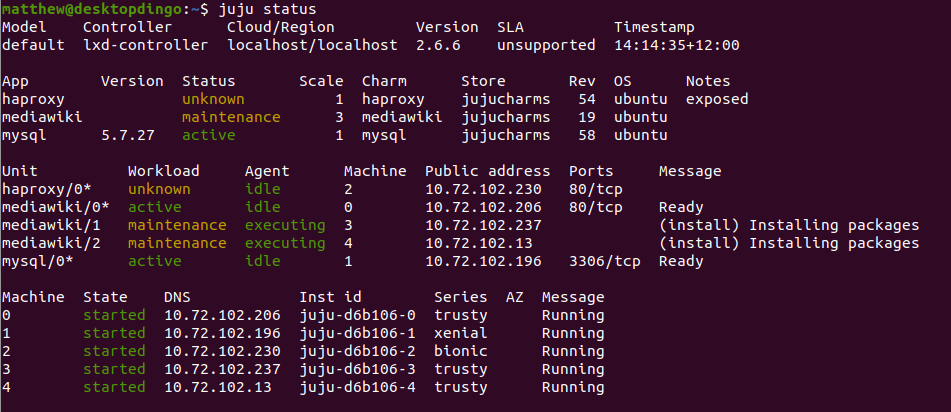 matthew@desktopdingo:~$ juju status
Model    Controller      Cloud/Region         Version  SLA          Timestamp
default  lxd-controller  localhost/localhost  2.6.6    unsupported  14:14:35+12:00
App        Version  Status       Scale  Charm      Store       Rev  OS      Notes
haproxy             unknown          1  haproxy    jujucharms   54  ubuntu  exposed
mediawiki           maintenance      3  mediawiki  jujucharms   19  ubuntu
mysql      5.7.27   active           1  mysql      jujucharms   58  ubuntu
Unit          Workload     Agent      Machine  Public address  Ports     Message
haproxy/0*    unknown      idle       2        10.72.102.230   80/tcp
mediawiki/0*  active       idle       0        10.72.102.206   80/tcp    Ready
mediawiki/1   maintenance  executing  3        10.72.102.237             (install) Installing packages
mediawiki/2   maintenance  executing  4        10.72.102.13              (install) Installing packages
mysql/0*      active       idle       1        10.72.102.196   3306/tcp  Ready
Machine  State    DNS            Inst id        Series  AZ  Message
0        started  10.72.102.206  juju-d6b106-0  trusty      Running
1        started  10.72.102.196  juju-d6b106-1  xenial      Running
2        started  10.72.102.230  juju-d6b106-2  bionic      Running
3        started  10.72.102.237  juju-d6b106-3  trusty      Running
4        started  10.72.102.13   juju-d6b106-4  trusty      Running